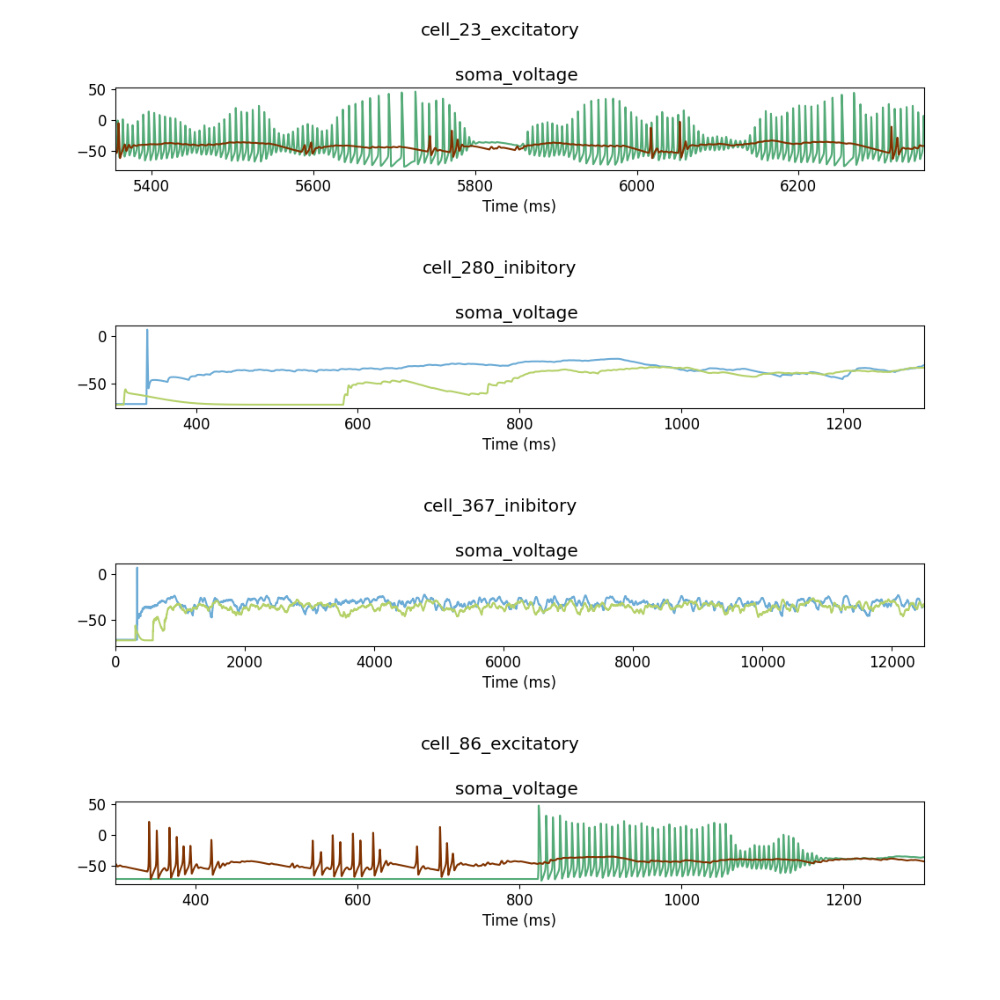 cell_23_excitatory
soma_voltage
50
0
−50
5400 5600 5800 6000 6200
Time (ms)
cell_280_inibitory
soma_voltage
0
−50
400 600 800 1000 1200
Time (ms)
cell_367_inibitory
soma_voltage
0
−50
0 2000 4000 6000 8000 10000 12000
Time (ms)
cell_86_excitatory
soma_voltage
50
0
−50
400 600 800 1000 1200
Time (ms)